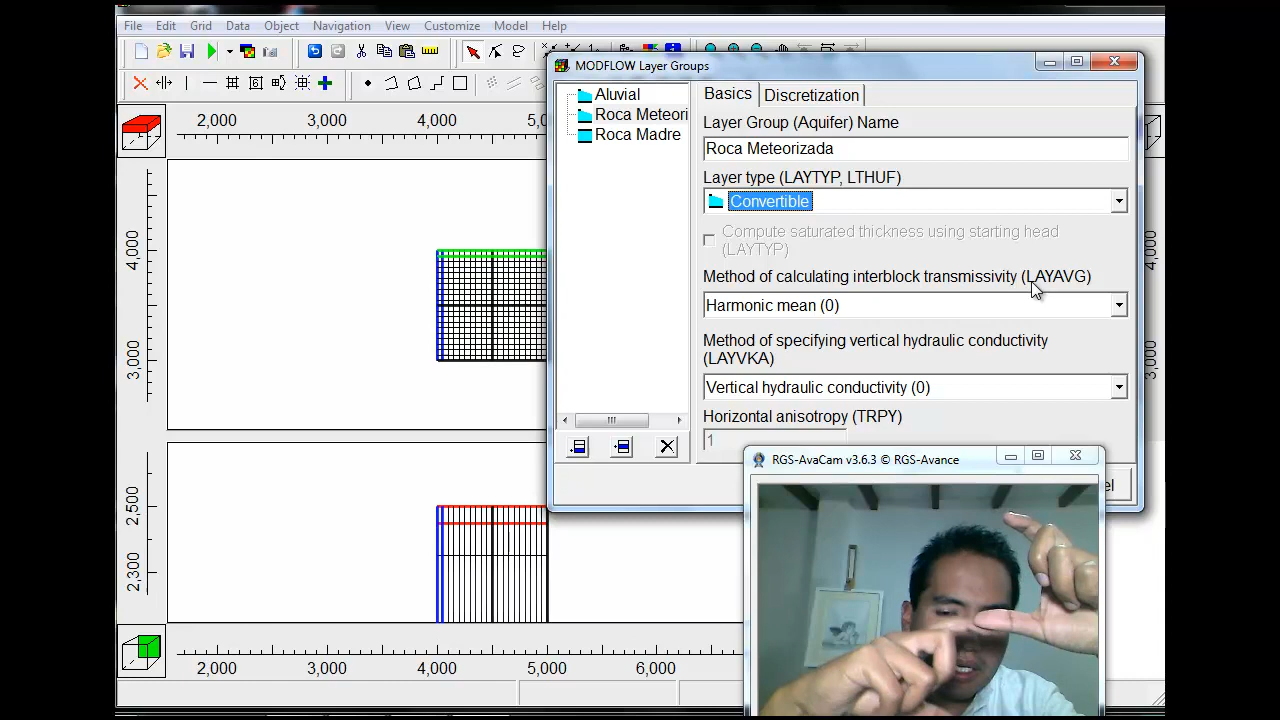 File Edit Grid Data Object Navigation View Customize Model Help
MODFLOW Layer Groups
Aluvial
Roca Meteori
Roca Madre
Basics Discretization
Layer Group (Aquifer) Name
Roca Meteorizada
Layer type (LAYTYP, LTHUF)
Convertible
Compute saturated thickness using starting head
(LAYTYP)
Method of calculating interblock transmissivity (LAYAVG)
Harmonic mean (0)
Method of specifying vertical hydraulic conductivity
(LAYVKA)
Vertical hydraulic conductivity (0)
Horizontal anisotropy (TRPY)
1
el
RGS-AvaCam v3.6.3 © RGS-Avance
2,000 3,000 4,000 5,0
4,000
3,000
4,000
3,000
2,500
2,300
2,000 3,000 4,000 5,000 6,000